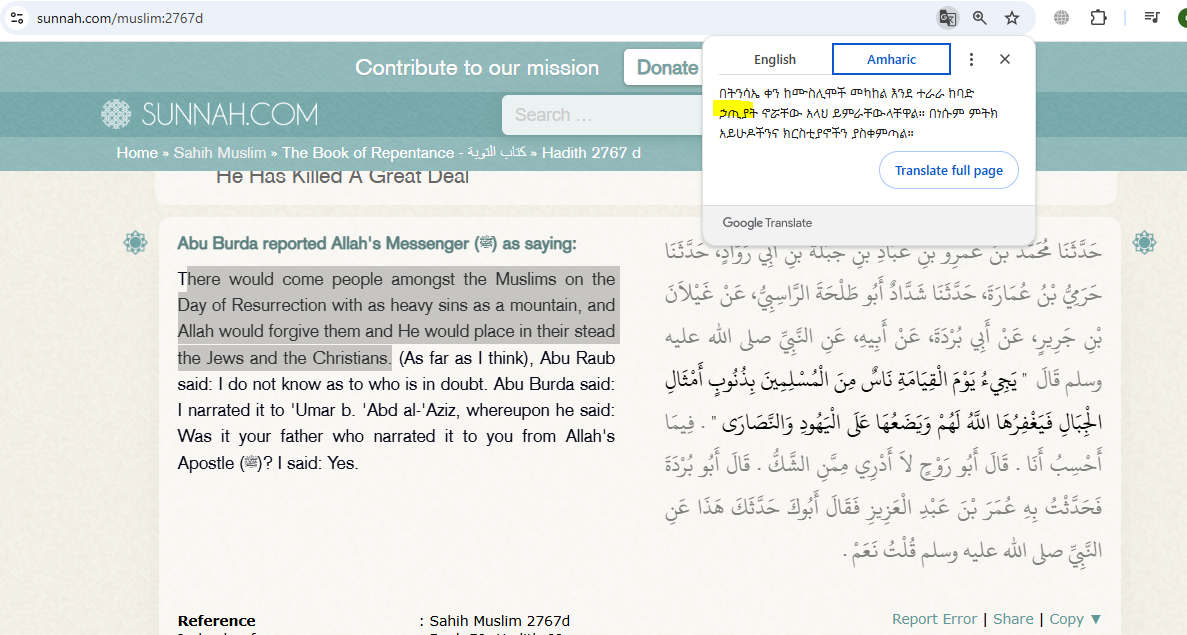 sunnah.com/muslim:2767d
Contribute to our mission
Donate
SUNNAH.COM
Search …
Home » Sahih Muslim » The Book of Repentance - كتاب التوبة » Hadith 2767 d
He Has Killed A Great Deal
English
Amharic
በትንሳኤ ቀን ከሙስሊሞች መካከል እንደ ተራራ ከባድ
ኃጢያት ኖሯቸው አላህ ይምራቸውላቸዋል። በነሱም ምትክ
አይሁዶችንና ክርስቲያኖችን ያስቀምጣል።
Translate full page
Google Translate
Abu Burda reported Allah's Messenger (ﷺ) as saying:
There would come people amongst the Muslims on the
Day of Resurrection with as heavy sins as a mountain, and
Allah would forgive them and He would place in their stead
the Jews and the Christians. (As far as I think), Abu Raub
said: I do not know as to who is in doubt. Abu Burda said:
I narrated it to 'Umar b. 'Abd al-'Aziz, whereupon he said:
Was it your father who narrated it to you from Allah's
Apostle (ﷺ)? I said: Yes.
حَدَّثَنَا مُحَمَّدُ بْنُ عَمْرِو بْنِ عَبَّادِ بْنِ جَبَلَةَ بْنِ أَبِي رَوَّادٍ، حَدَّثَنَا
حَرَمِيُّ بْنُ عُمَارَةَ، حَدَّثَنَا شَدَّادٌ أَبُو طَلْحَةَ الرَّاسِبِيُّ، عَنْ غَيْلاَنَ
بْنِ جَرِيرٍ، عَنْ أَبِي بُرْدَةَ، عَنْ أَبِيهِ، عَنِ النَّبِيِّ صلى الله عليه
وسلم قَالَ " يَجِيءُ يَوْمَ الْقِيَامَةِ نَاسٌ مِنَ الْمُسْلِمِينَ بِذُنُوبٍ أَمْثَالِ
الْجِبَالِ فَيَغْفِرُهَا اللَّهُ لَهُمْ وَيَضَعُهَا عَلَى الْيَهُودِ وَالنَّصَارَى " . فِيمَا
أَحْسِبُ أَنَا . قَالَ أَبُو رَوْحٍ لاَ أَدْرِي مِمَّنِ الشَّكُّ . قَالَ أَبُو بُرْدَةَ
فَحَدَّثْتُ بِهِ عُمَرَ بْنَ عَبْدِ الْعَزِيزِ فَقَالَ أَبُوكَ حَدَّثَكَ هَذَا عَنِ
النَّبِيِّ صلى الله عليه وسلم قُلْتُ نَعَمْ .
Reference : Sahih Muslim 2767d
Report Error | Share | Copy ▼